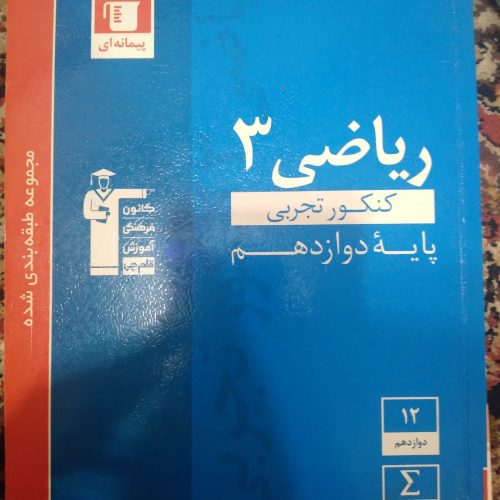 پیمانه‌ای
ریاضی ۳
کنکور تجربی
پایهٔ دوازدهم
کانون
فرهنگی
آموزش
قلم‌چی
مجموعه طبقه‌بندی شده
۱۲
دوازدهم
Σ